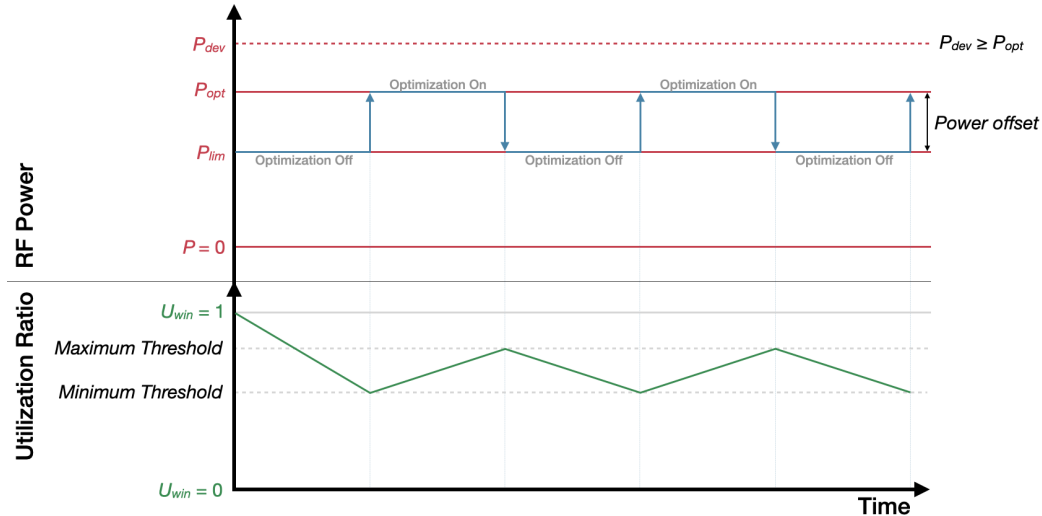 P_dev
P_dev ≥ P_opt
P_opt
Optimization On
Optimization On
Power offset
P_lim
Optimization Off
Optimization Off
Optimization Off
RF Power
P = 0
U_win = 1
Maximum Threshold
Minimum Threshold
Utilization Ratio
U_win = 0
Time